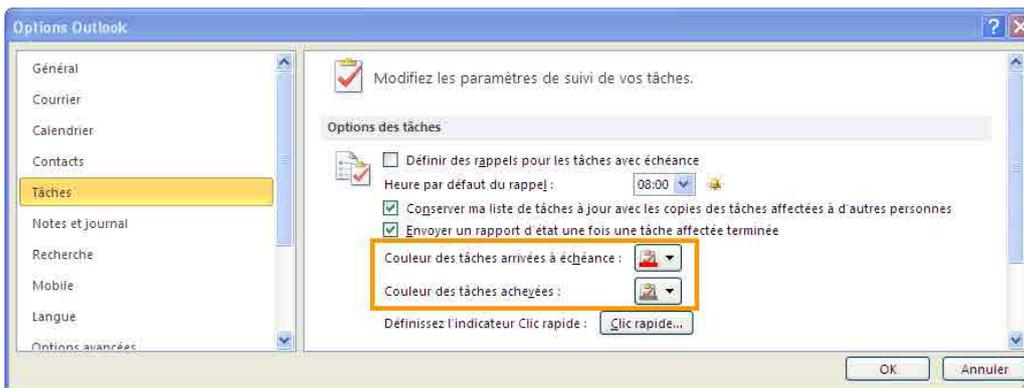 Options Outlook
Général
Courrier
Calendrier
Contacts
Tâches
Notes et journal
Recherche
Mobile
Langue
Options avancées
Modifiez les paramètres de suivi de vos tâches.
Options des tâches
Définir des rappels pour les tâches avec échéance
Heure par défaut du rappel : 08:00
Conserver ma liste de tâches à jour avec les copies des tâches affectées à d'autres personnes
Envoyer un rapport d'état une fois une tâche affectée terminée
Couleur des tâches arrivées à échéance :
Couleur des tâches achevées :
Définissez l'indicateur Clic rapide : Clic rapide...
OK Annuler